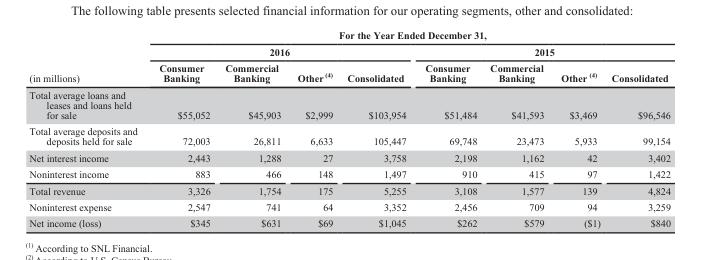 The following table presents selected financial information for our operating segments, other and consolidated:
For the Year Ended December 31,
2016 2015
(in millions) Consumer Banking Commercial Banking Other (4) Consolidated Consumer Banking Commercial Banking Other (4) Consolidated
Total average loans and
leases and loans held
for sale $55,052 $45,903 $2,999 $103,954 $51,484 $41,593 $3,469 $96,546
Total average deposits and
deposits held for sale 72,003 26,811 6,633 105,447 69,748 23,473 5,933 99,154
Net interest income 2,443 1,288 27 3,758 2,198 1,162 42 3,402
Noninterest income 883 466 148 1,497 910 415 97 1,422
Total revenue 3,326 1,754 175 5,255 3,108 1,577 139 4,824
Noninterest expense 2,547 741 64 3,352 2,456 709 94 3,259
Net income (loss) $345 $631 $69 $1,045 $262 $579 ($1) $840
(1) According to SNL Financial.
(2) According to U.S. Census Bureau.